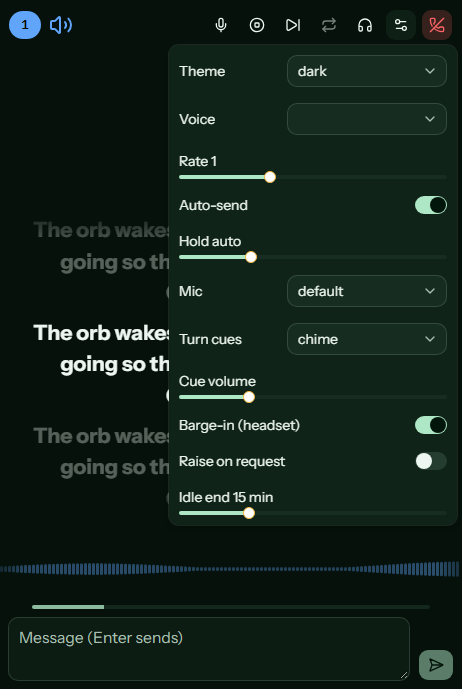 1
Theme dark
Voice
Rate 1
Auto-send
Hold auto
Mic default
Turn cues chime
Cue volume
Barge-in (headset)
Raise on request
Idle end 15 min
The orb wakes
going so th
The orb wakes
going so th
The orb wakes
going so th
Message (Enter sends)